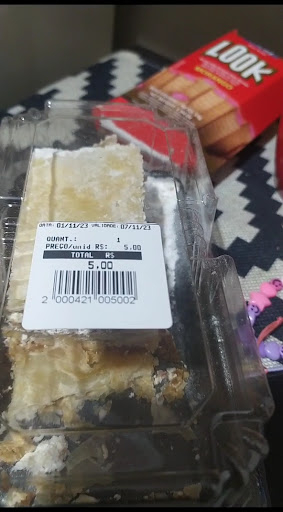 LOOK
DATA: 01/11/23 VALIDADE: 07/11/23
QUANT.: 1
PREÇO/unid R$: 5,00
TOTAL R$
5,00
2 000421 005002